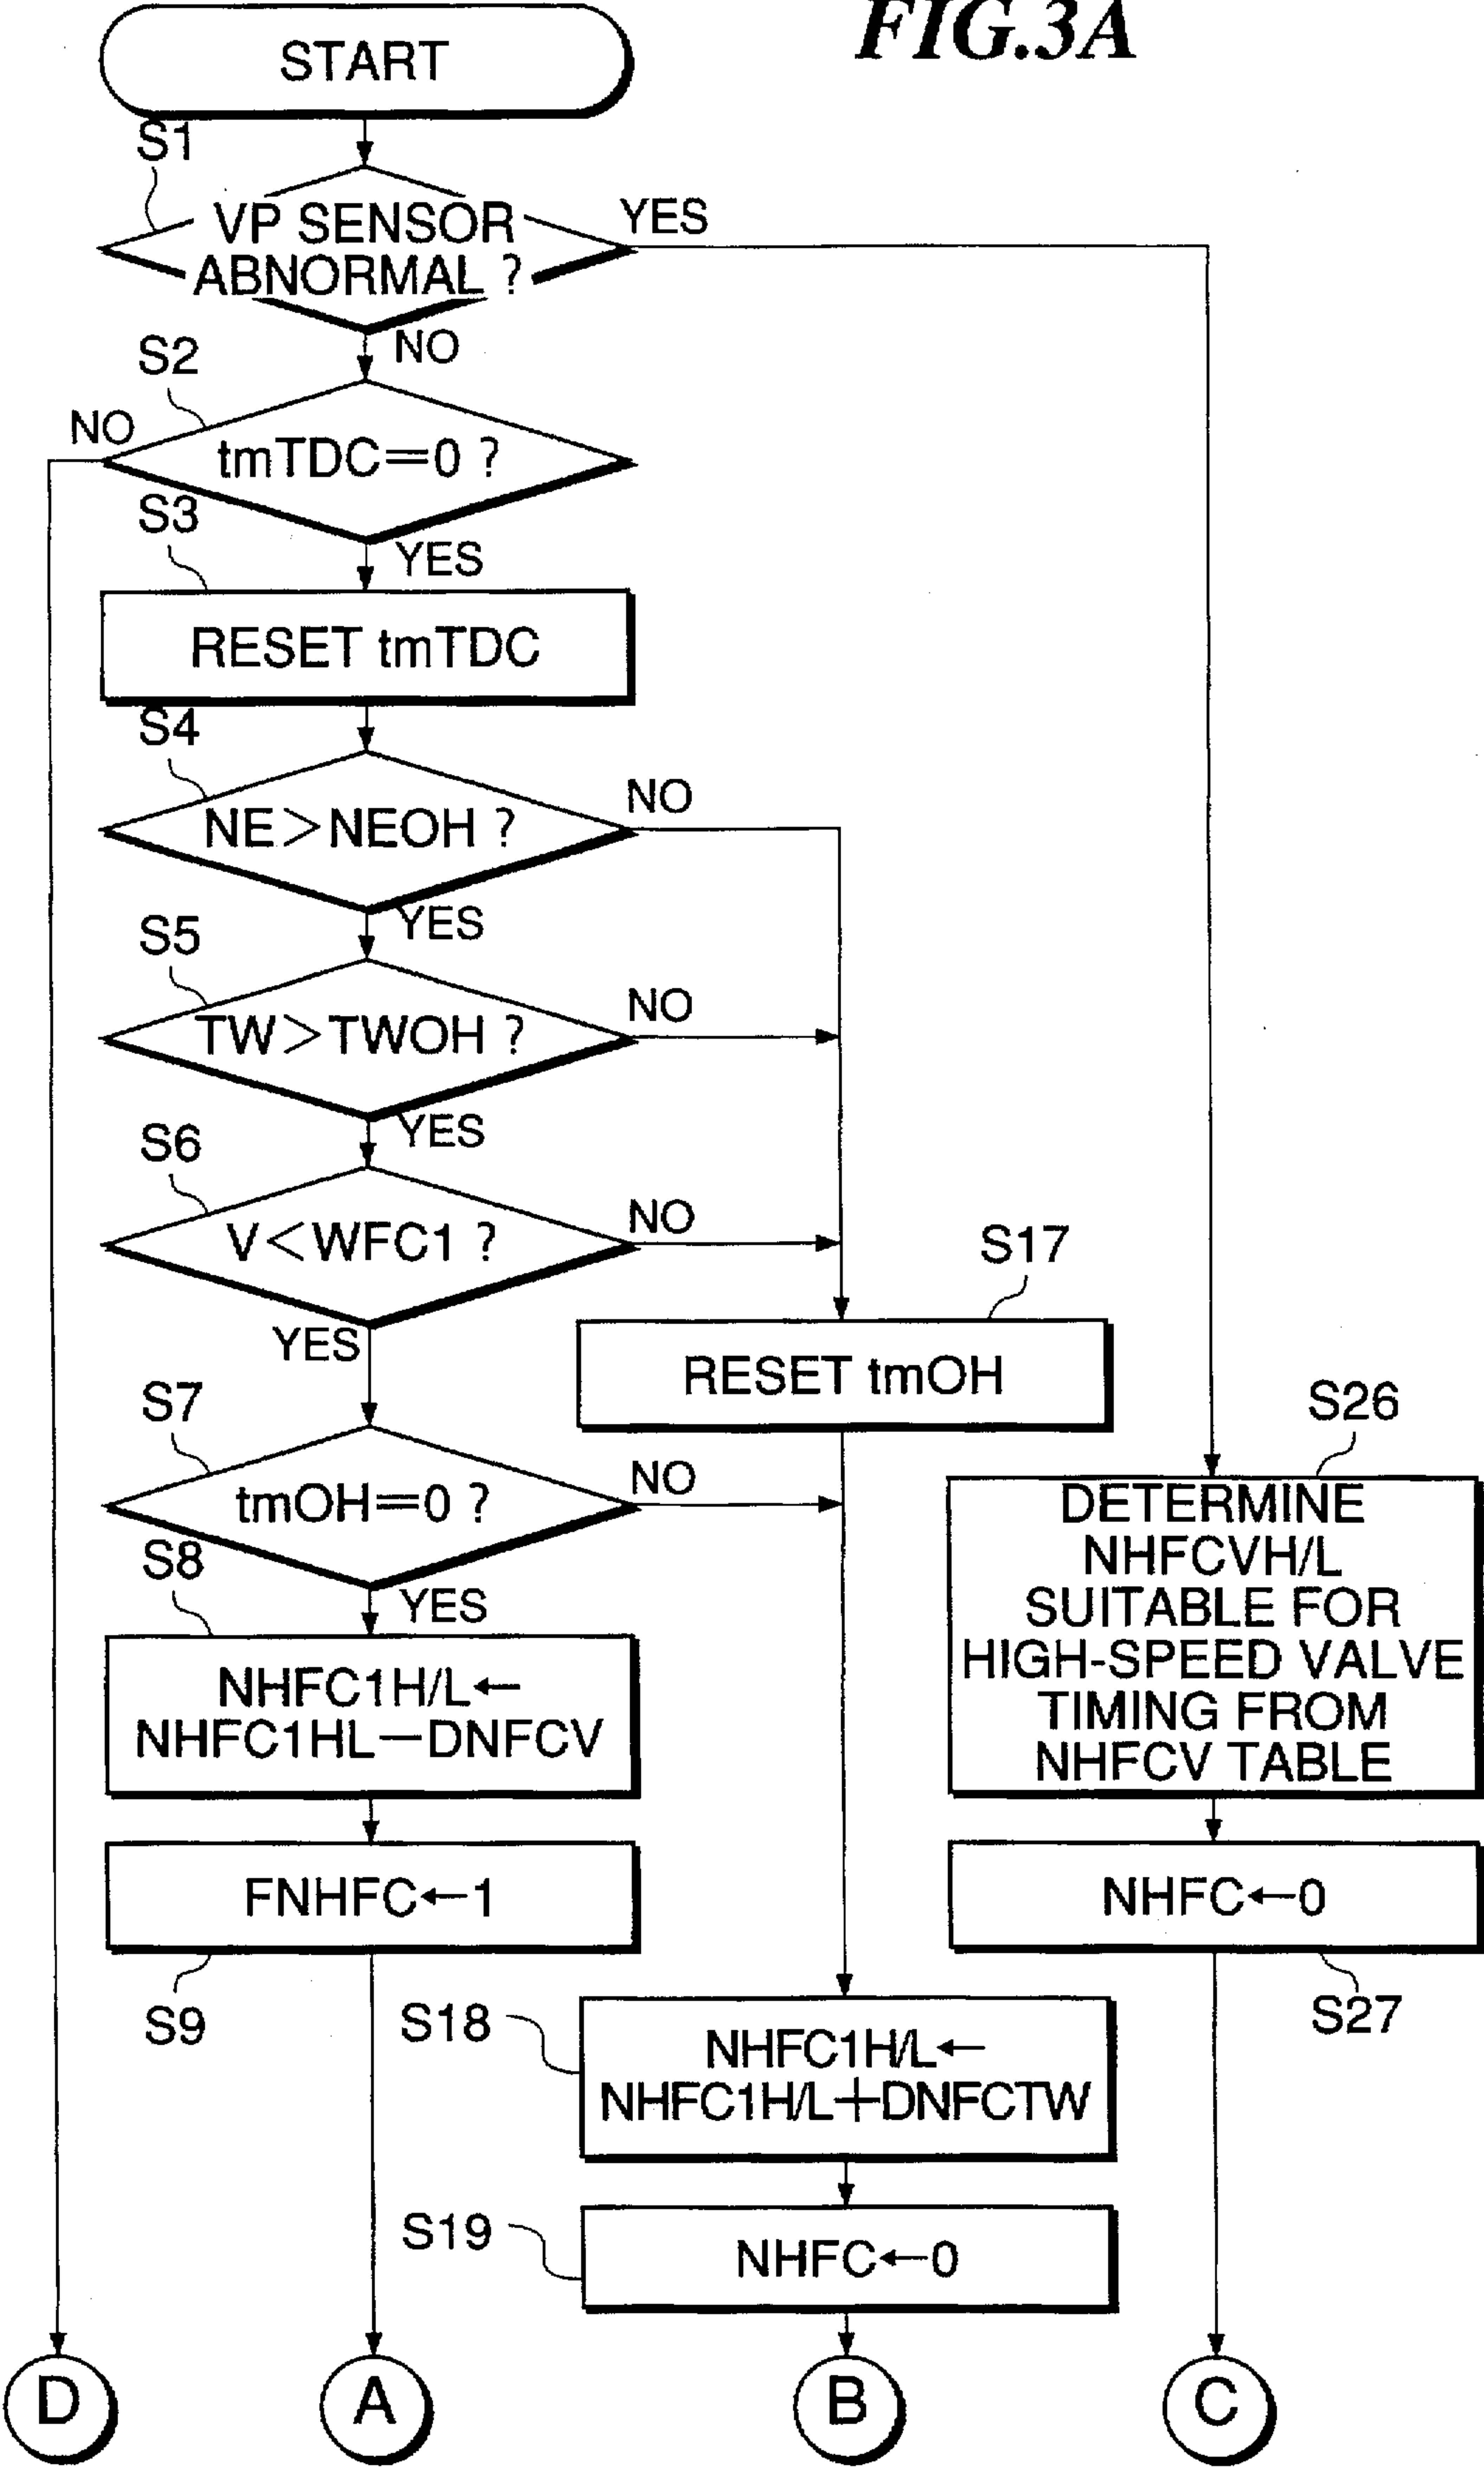 FIG.3A
START
S1
VP SENSOR
ABNORMAL ?
YES
NO
S2
NO
tmTDC=0 ?
YES
S3
RESET tmTDC
S4
NE>NEOH ?
NO
YES
S5
TW>TWOH ?
NO
YES
S6
V<WFC1 ?
NO
YES
S17
RESET tmOH
S7
tmOH=0 ?
NO
YES
S26
DETERMINE
NHFCVH/L
SUITABLE FOR
HIGH-SPEED VALVE
TIMING FROM
NHFCV TABLE
S8
NHFC1H/L←
NHFC1HL−DNFCV
FNHFC←1
S9
NHFC←0
S27
S18
NHFC1H/L←
NHFC1H/L+DNFCTW
S19
NHFC←0
D
A
B
C